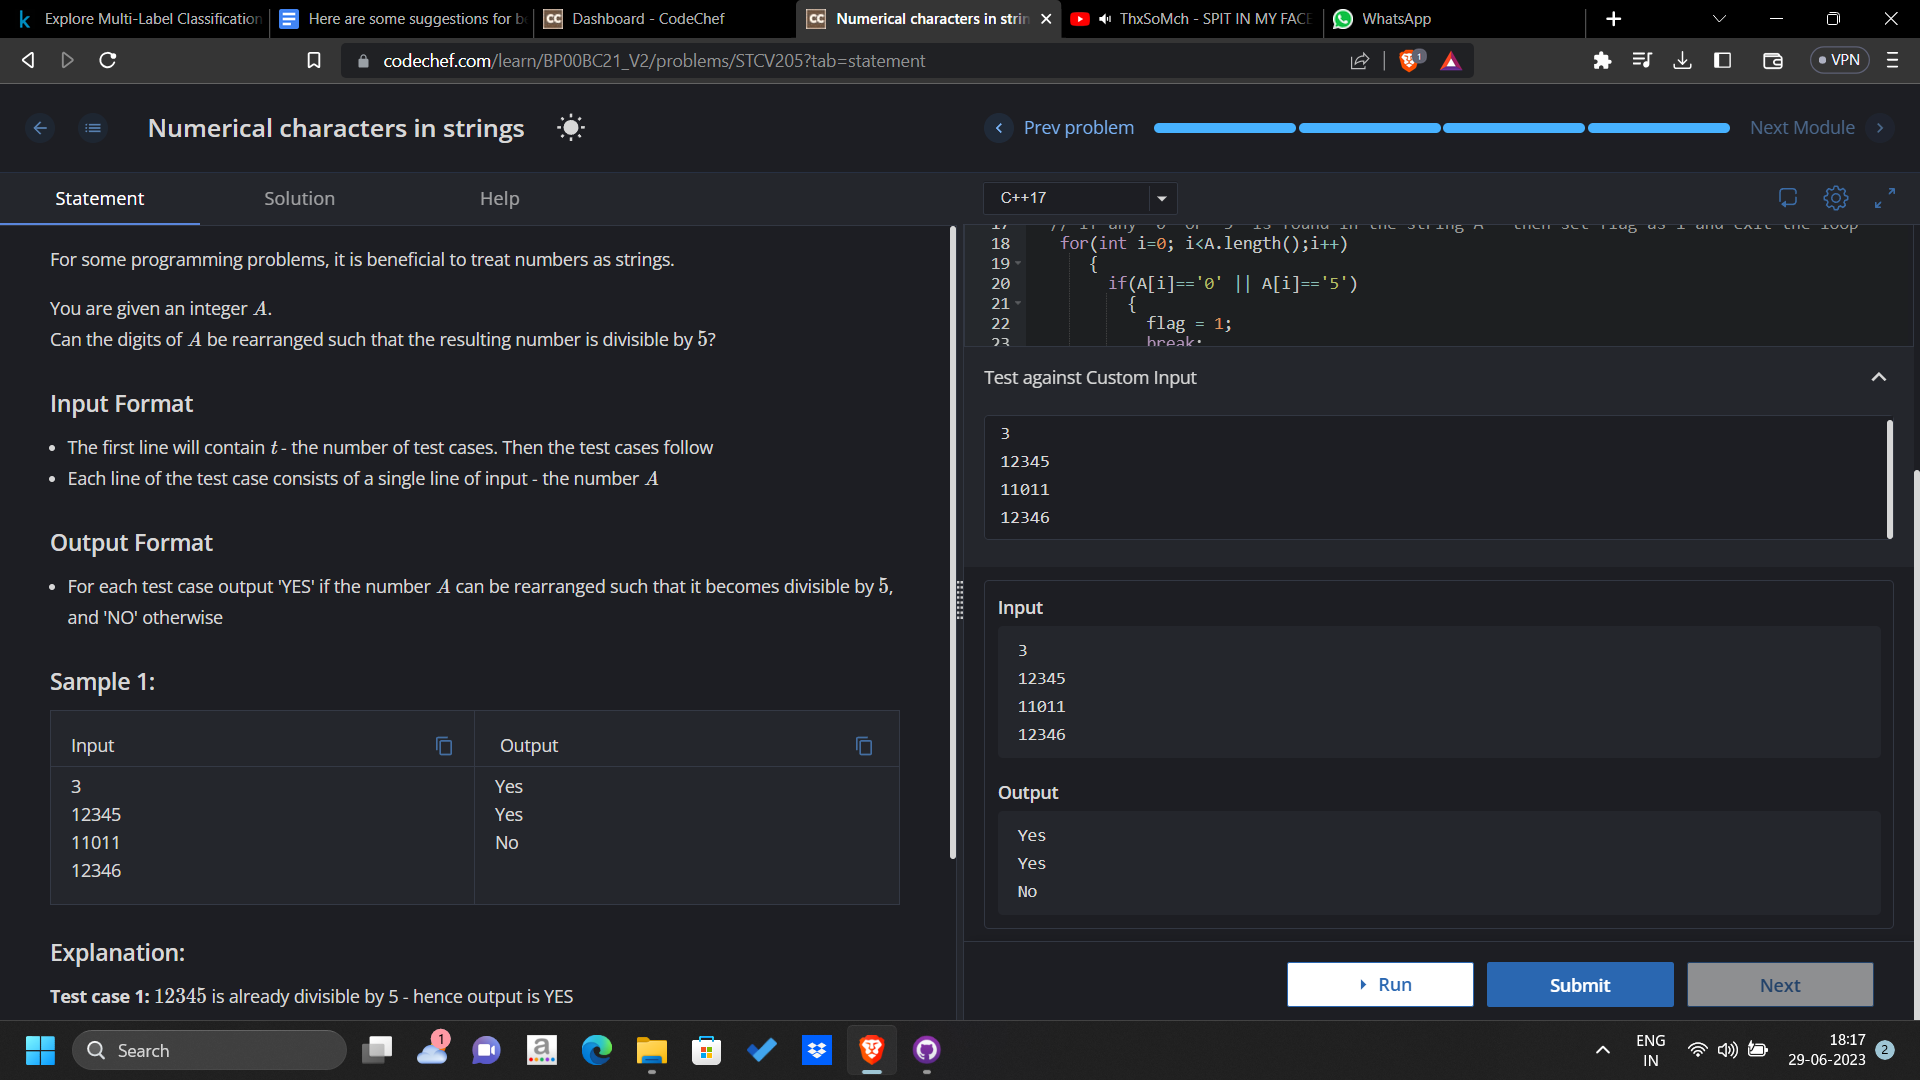 Explore Multi-Label Classification
Here are some suggestions for b
Dashboard - CodeChef
Numerical characters in strin
ThxSoMch - SPIT IN MY FACE
WhatsApp
codechef.com/learn/BP00BC21_V2/problems/STCV205?tab=statement
1
VPN
Numerical characters in strings
Prev problem
Next Module
Statement
Solution
Help
C++17
For some programming problems, it is beneficial to treat numbers as strings.
You are given an integer A.
Can the digits of A be rearranged such that the resulting number is divisible by 5?
Input Format
• The first line will contain t - the number of test cases. Then the test cases follow
• Each line of the test case consists of a single line of input - the number A
Output Format
• For each test case output 'YES' if the number A can be rearranged such that it becomes divisible by 5,
and 'NO' otherwise
Sample 1:
Input
Output
3
12345
11011
12346
Yes
Yes
No
Explanation:
Test case 1: 12345 is already divisible by 5 - hence output is YES
17 // if any '0' or '5' is found in the string A - then set flag as 1 and exit the loop
18 for(int i=0; i<A.length();i++)
19 {
20 if(A[i]=='0' || A[i]=='5')
21 {
22 flag = 1;
23 break;
Test against Custom Input
3
12345
11011
12346
Input
3
12345
11011
12346
Output
Yes
Yes
No
Run
Submit
Next
Search
1
ENG
IN
18:17
29-06-2023
2